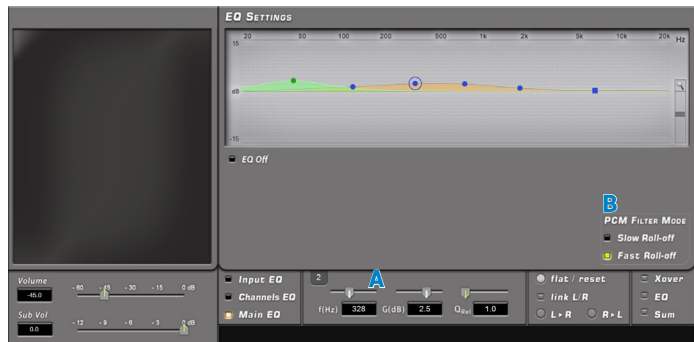 EQ SETTINGS
20 50 100 200 500 1k 2k 5k 10k 20k Hz
15
dB
-15
EQ Off
B
PCM FILTER MODE
Slow Roll-off
Fast Roll-off
Volume
-45.0
-60 -45 -30 -15 0 dB
Sub Vol
0.0
-12 -9 -6 -3 0 dB
Input EQ
Channels EQ
Main EQ
2
A
f(Hz) 328 G(dB) 2.5 QRel 1.0
flat / reset
link L/R
L▸R R▸L
Xover
EQ
Sum